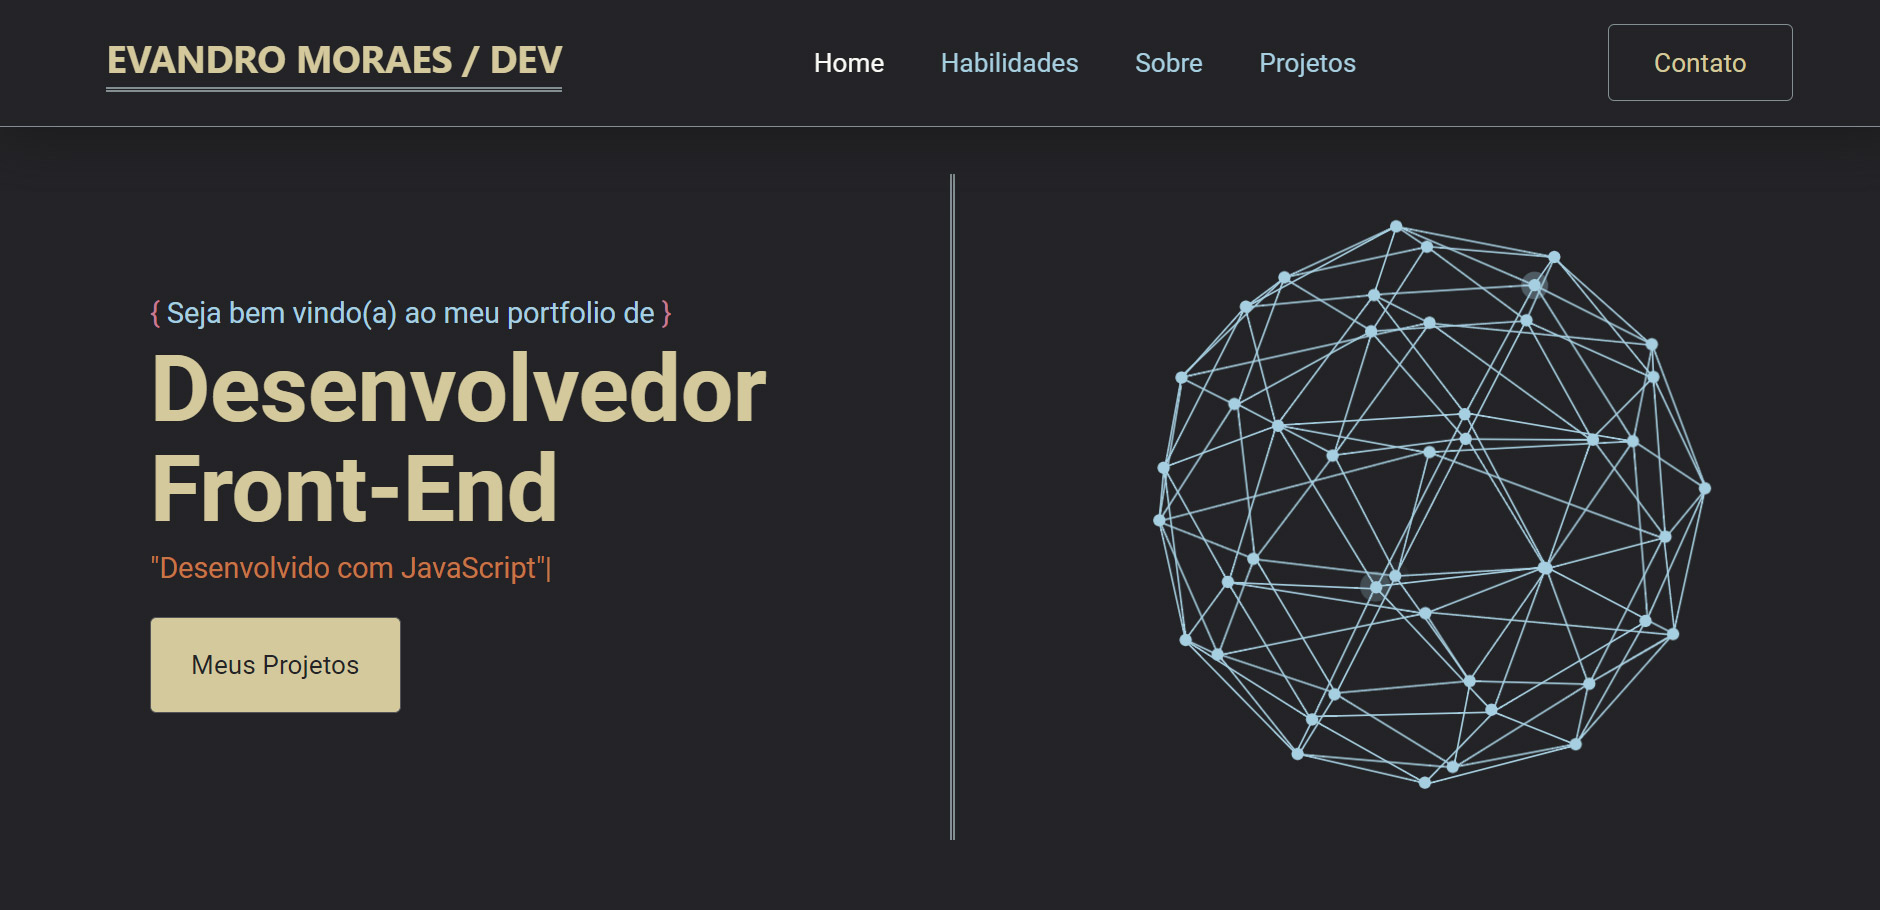 EVANDRO MORAES / DEV
Home
Habilidades
Sobre
Projetos
Contato
{ Seja bem vindo(a) ao meu portfolio de }
Desenvolvedor
Front-End
"Desenvolvido com JavaScript"|
Meus Projetos